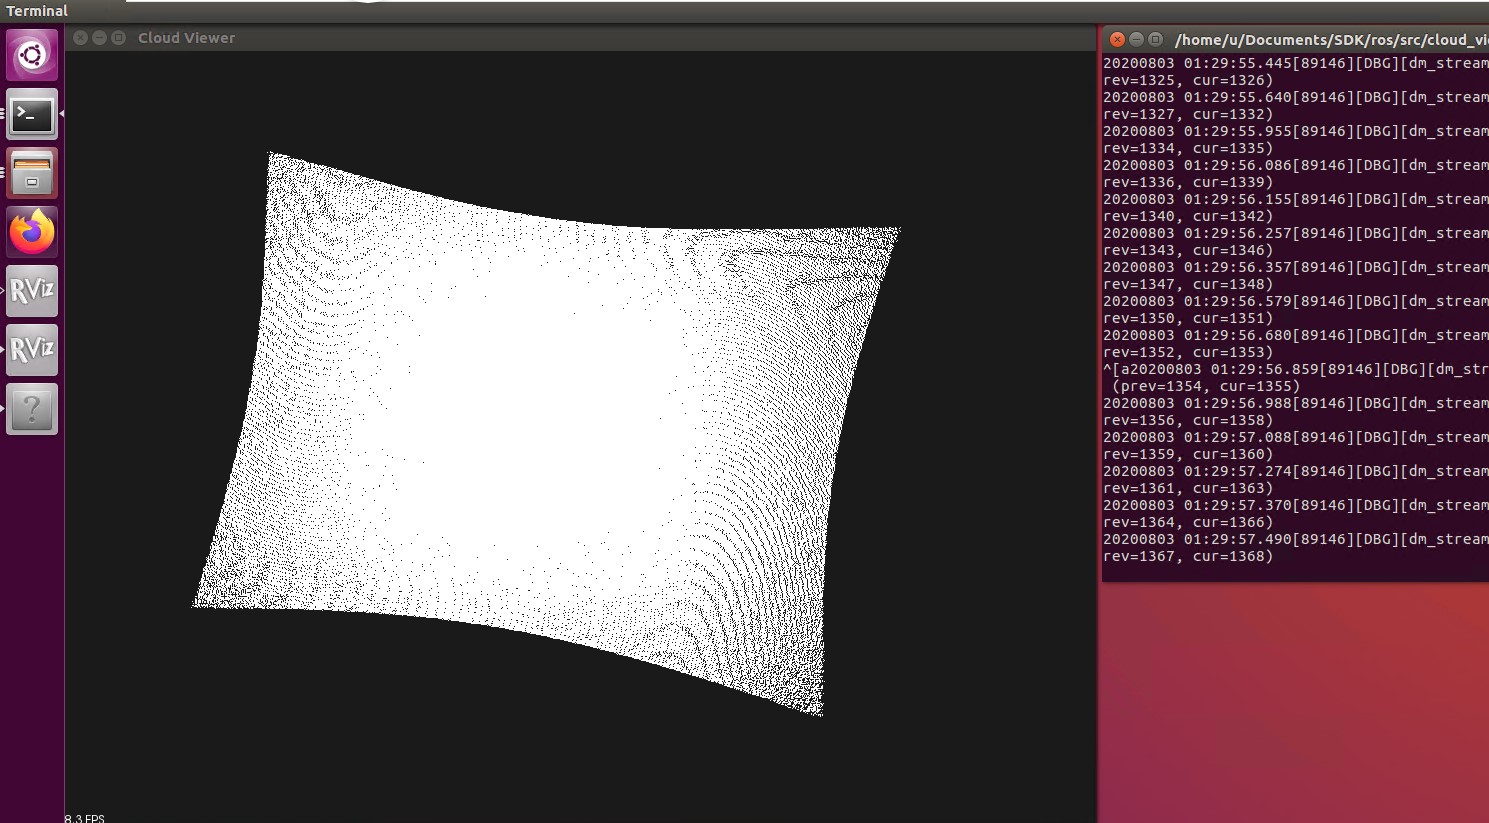 Terminal
Cloud Viewer
/home/u/Documents/SDK/ros/src/cloud_vi
20200803 01:29:55.445[89146][DBG][dm_stream
rev=1325, cur=1326)
20200803 01:29:55.640[89146][DBG][dm_stream
rev=1327, cur=1332)
20200803 01:29:55.955[89146][DBG][dm_stream
rev=1334, cur=1335)
20200803 01:29:56.086[89146][DBG][dm_stream
rev=1336, cur=1339)
20200803 01:29:56.155[89146][DBG][dm_stream
rev=1340, cur=1342)
20200803 01:29:56.257[89146][DBG][dm_stream
rev=1343, cur=1346)
20200803 01:29:56.357[89146][DBG][dm_stream
rev=1347, cur=1348)
20200803 01:29:56.579[89146][DBG][dm_stream
rev=1350, cur=1351)
20200803 01:29:56.680[89146][DBG][dm_stream
rev=1352, cur=1353)
^[a20200803 01:29:56.859[89146][DBG][dm_str
(prev=1354, cur=1355)
20200803 01:29:56.988[89146][DBG][dm_stream
rev=1356, cur=1358)
20200803 01:29:57.088[89146][DBG][dm_stream
rev=1359, cur=1360)
20200803 01:29:57.274[89146][DBG][dm_stream
rev=1361, cur=1363)
20200803 01:29:57.370[89146][DBG][dm_stream
rev=1364, cur=1366)
20200803 01:29:57.490[89146][DBG][dm_stream
rev=1367, cur=1368)
>_
RViz
RViz
?
8.3 FPS